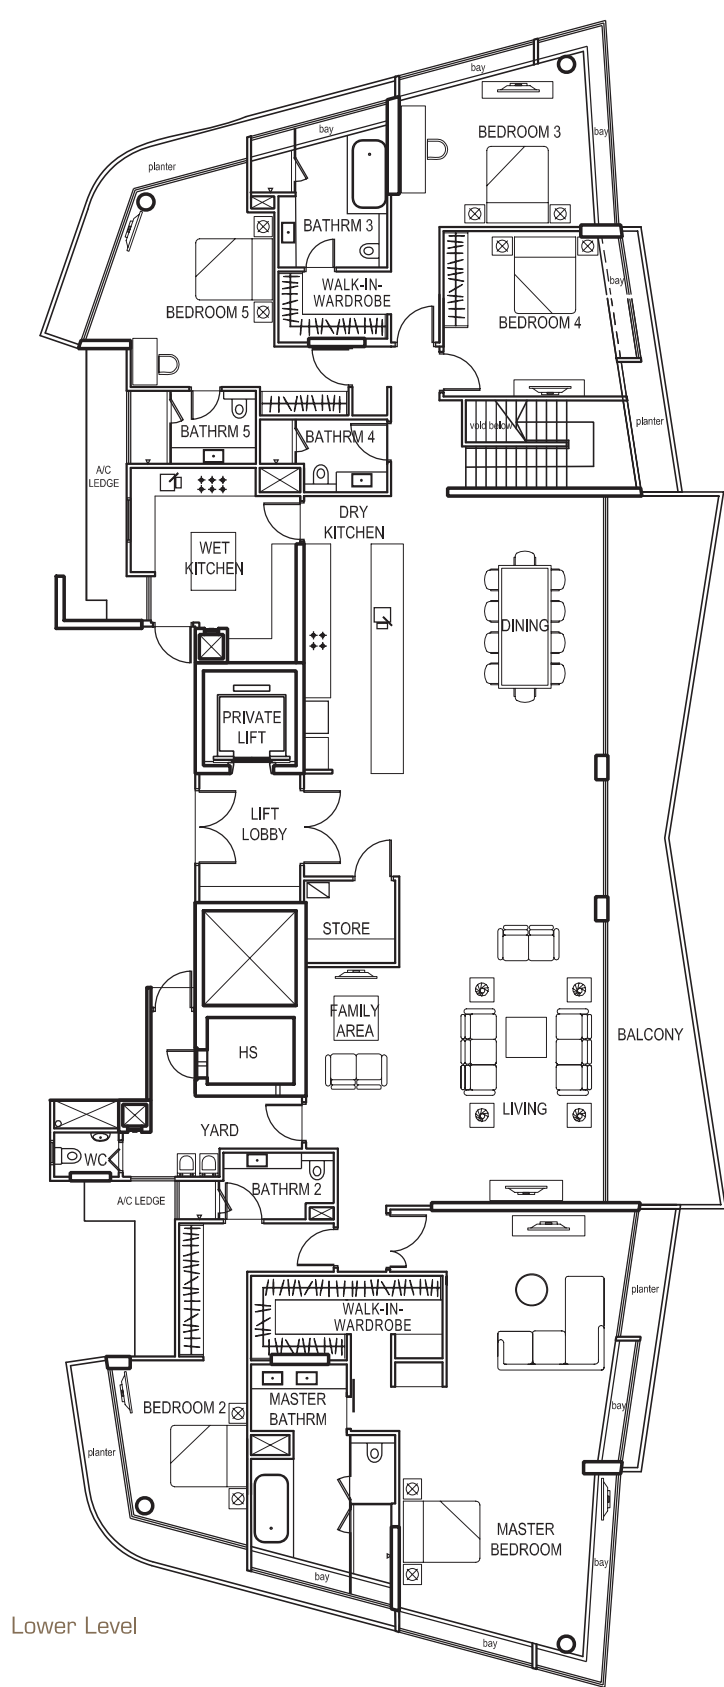 bay
bay
BEDROOM 3
bay
planter
BATHRM 3
WALK-IN-
WARDROBE
BEDROOM 5
bay
BEDROOM 4
void below
planter
BATHRM 5
BATHRM 4
A/C
LEDGE
DRY
KITCHEN
WET
KITCHEN
DINING
PRIVATE
LIFT
LIFT
LOBBY
STORE
FAMILY
AREA
HS
BALCONY
LIVING
YARD
WC
BATHRM 2
A/C LEDGE
planter
WALK-IN-
WARDROBE
BEDROOM 2
MASTER
BATHRM
bay
planter
MASTER
BEDROOM
bay
bay
bay
Lower Level